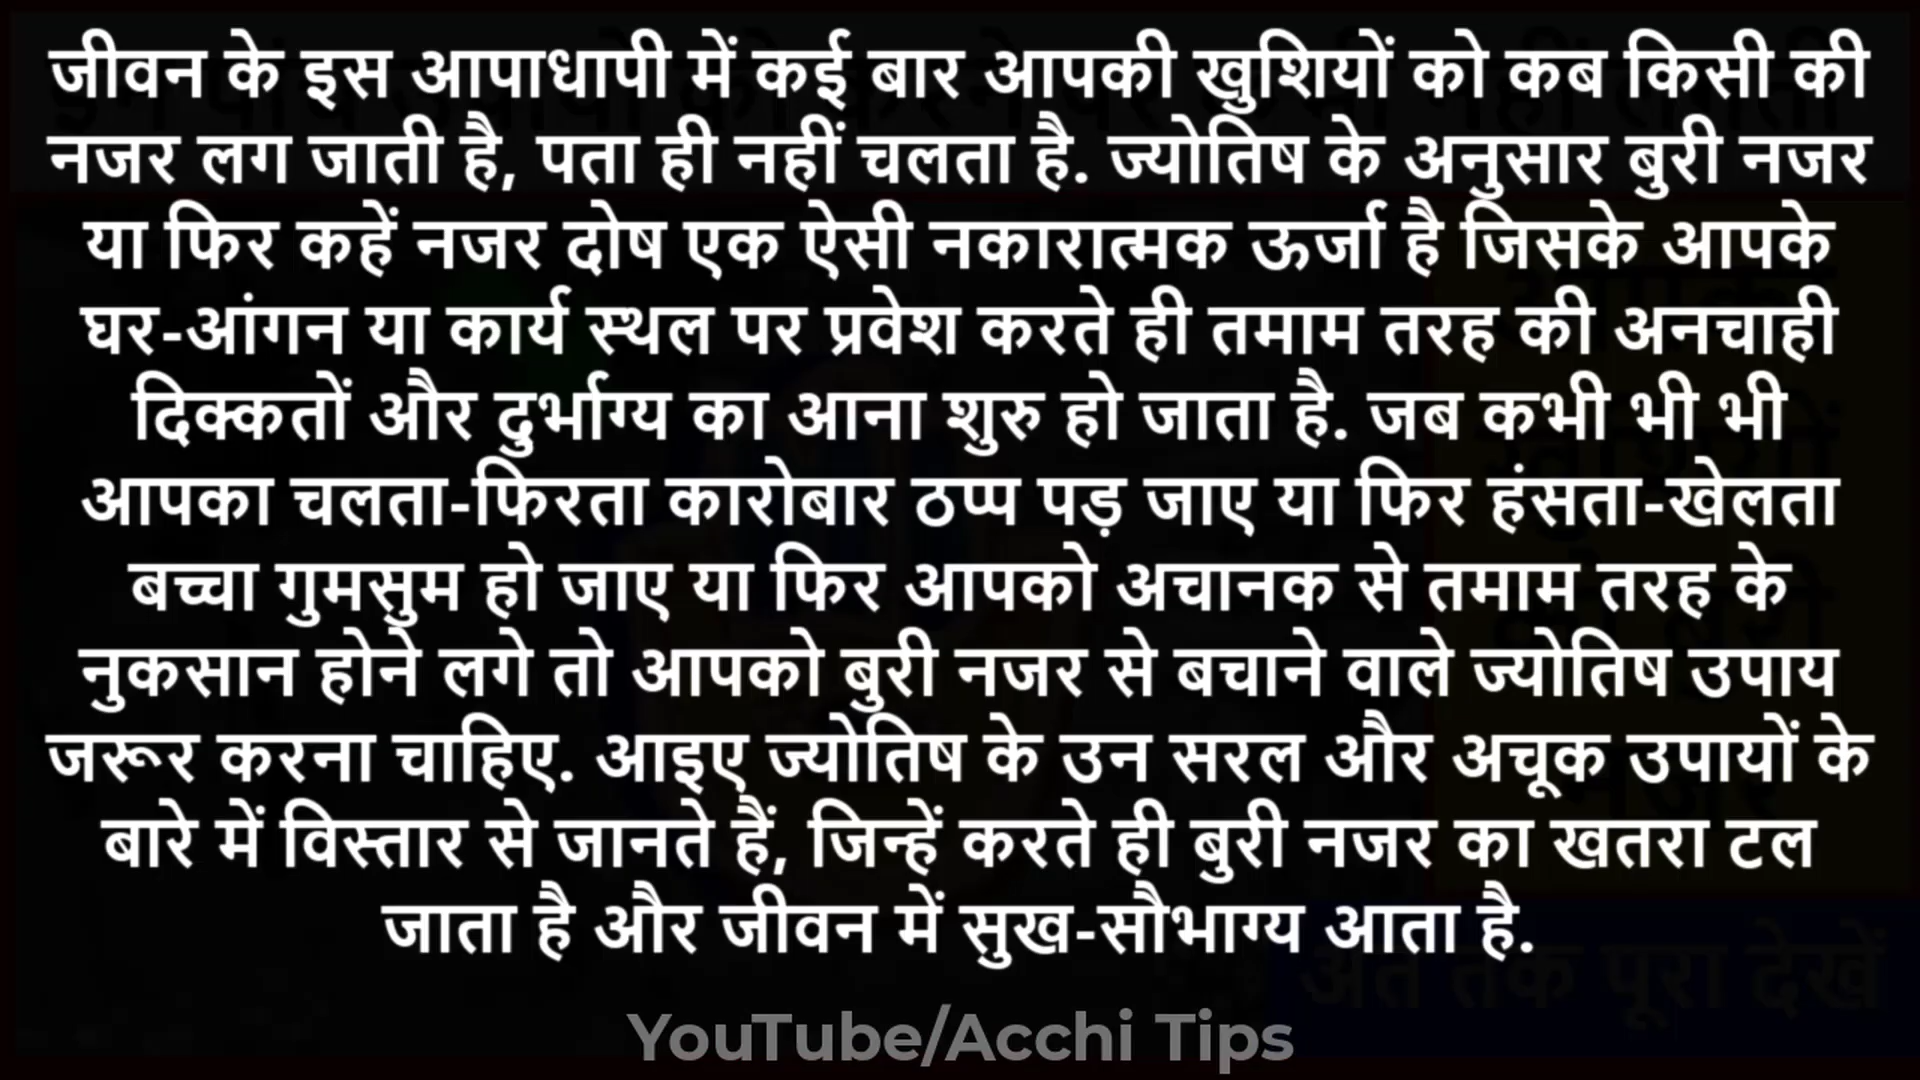 जीवन के इस आपाधापी में कई बार आपकी खुशियों को कब किसी की
नजर लग जाती है, पता ही नहीं चलता है. ज्योतिष के अनुसार बुरी नजर
या फिर कहें नजर दोष एक ऐसी नकारात्मक ऊर्जा है जिसके आपके
घर-आंगन या कार्य स्थल पर प्रवेश करते ही तमाम तरह की अनचाही
दिक्कतों और दुर्भाग्य का आना शुरु हो जाता है. जब कभी भी भी
आपका चलता-फिरता कारोबार ठप्प पड़ जाए या फिर हंसता-खेलता
बच्चा गुमसुम हो जाए या फिर आपको अचानक से तमाम तरह के
नुकसान होने लगे तो आपको बुरी नजर से बचाने वाले ज्योतिष उपाय
जरूर करना चाहिए. आइए ज्योतिष के उन सरल और अचूक उपायों के
बारे में विस्तार से जानते हैं, जिन्हें करते ही बुरी नजर का खतरा टल
जाता है और जीवन में सुख-सौभाग्य आता है.
अंत तक पूरा देखें
YouTube/Acchi Tips